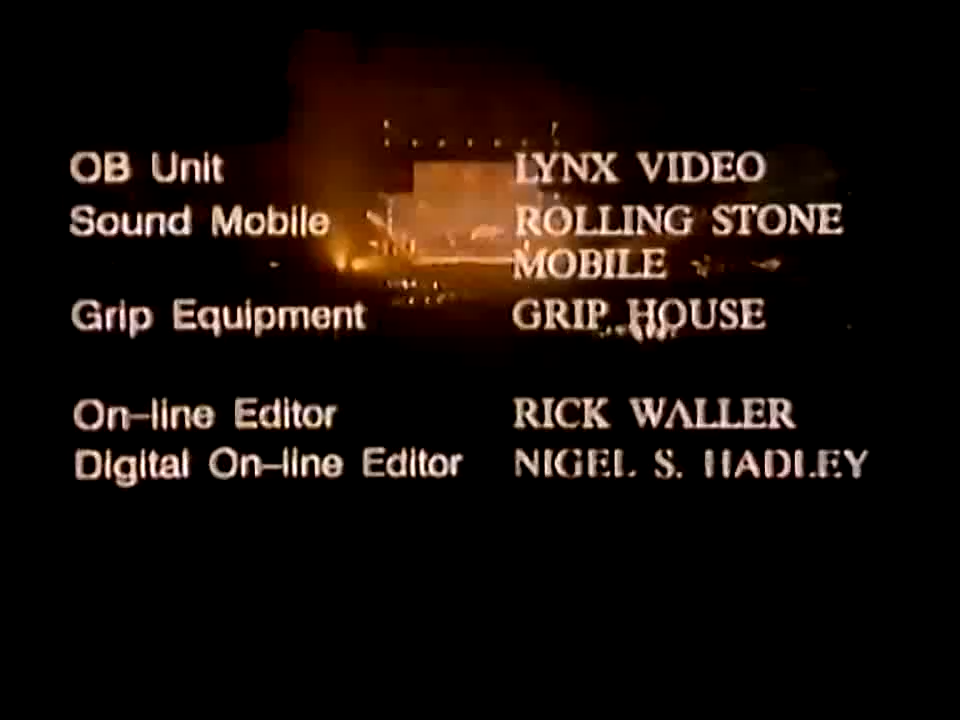 OB Unit LYNX VIDEO
Sound Mobile ROLLING STONE
MOBILE
Grip Equipment GRIP HOUSE
On-line Editor RICK WALLER
Digital On-line Editor NIGEL S. HADLEY